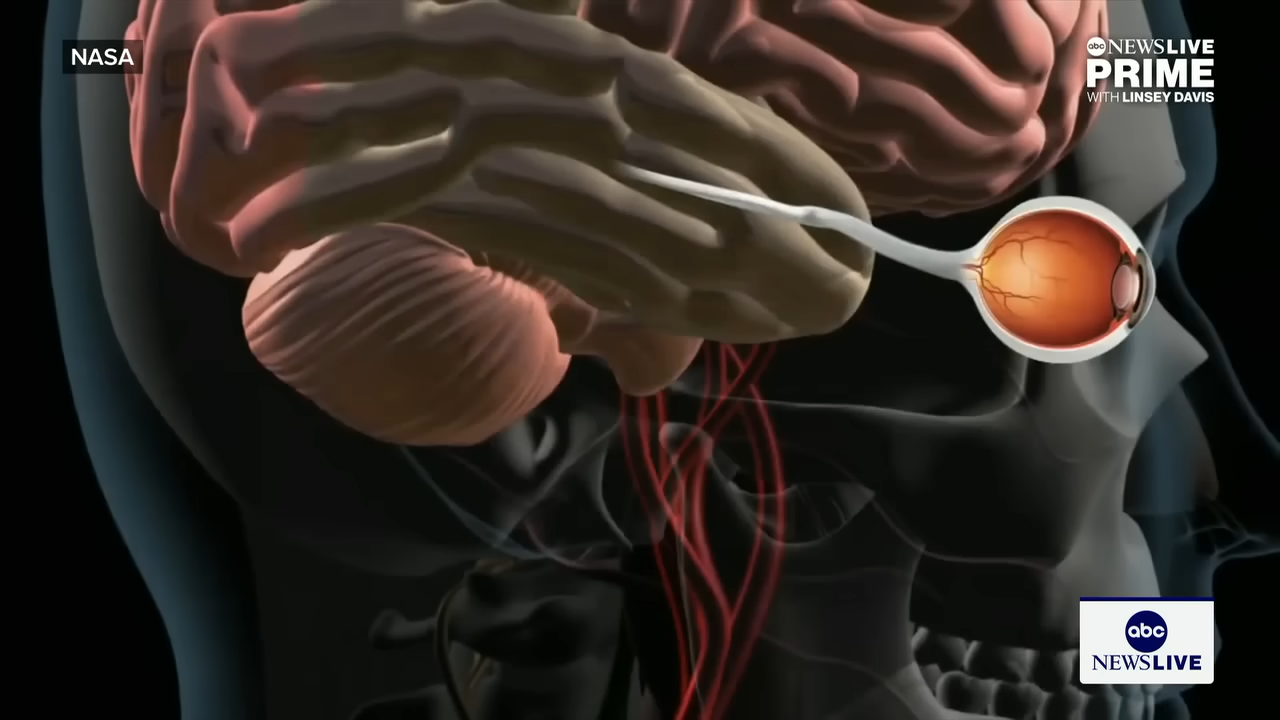 NASA
abc NEWS LIVE
PRIME
WITH LINSEY DAVIS
abc
NEWS LIVE